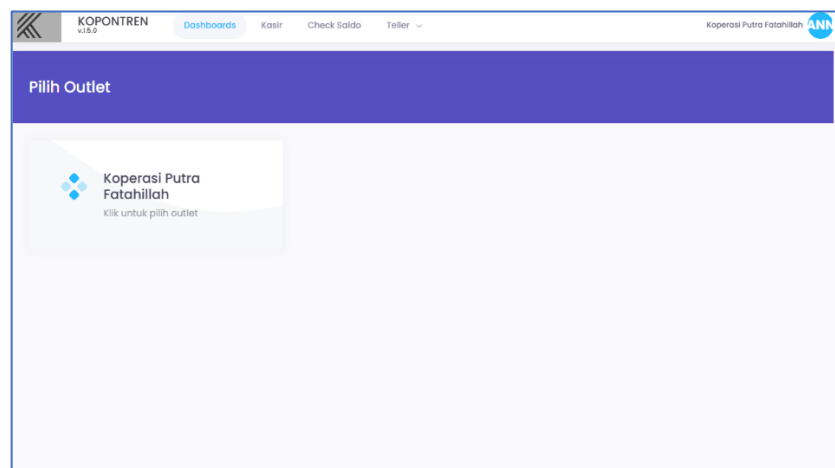 KOPONTREN
v.1.5.0
Dashboards
Kasir
Check Saldo
Teller
Koperasi Putra Fatahillah
ANN
Pilih Outlet
Koperasi Putra
Fatahillah
Klik untuk pilih outlet